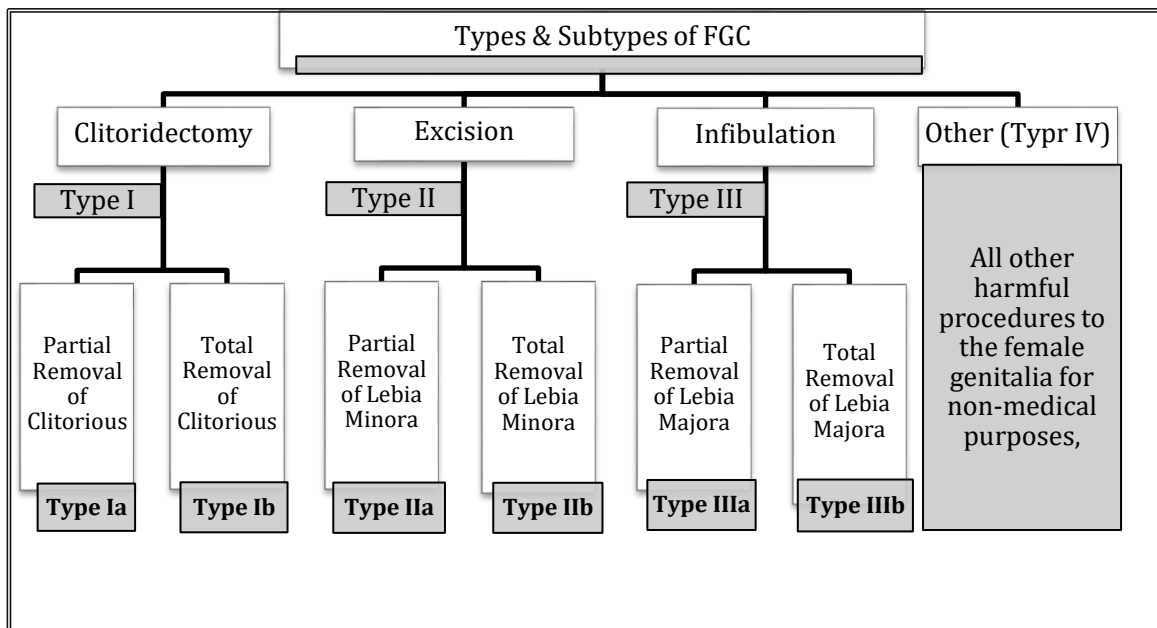 Types & Subtypes of FGC
Clitoridectomy
Excision
Infibulation
Other (Typr IV)
Type I
Type II
Type III
Partial
Removal
of
Clitorious
Type Ia
Total
Removal
of
Clitorious
Type Ib
Partial
Removal
of Lebia
Minora
Type IIa
Total
Removal
of Lebia
Minora
Type IIb
Partial
Removal
of Lebia
Majora
Type IIIa
Total
Removal
of Lebia
Majora
Type IIIb
All other
harmful
procedures to
the female
genitalia for
non-medical
purposes,